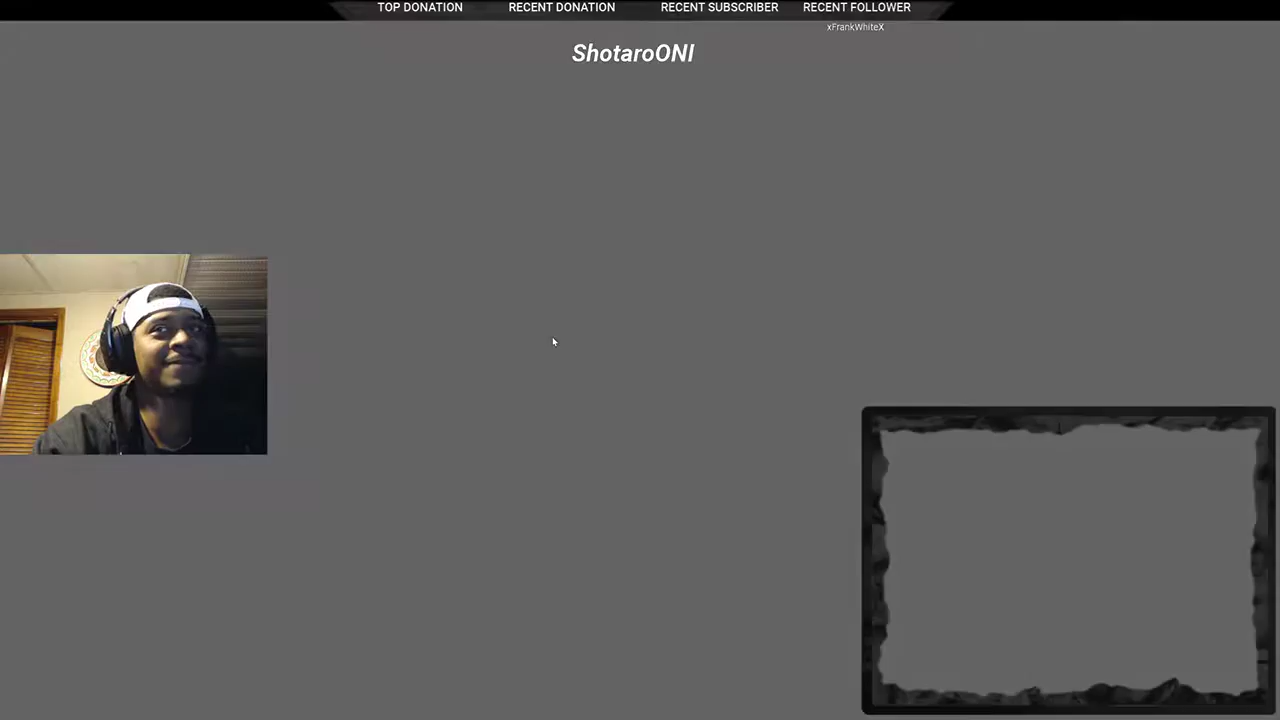 TOP DONATION RECENT DONATION RECENT SUBSCRIBER RECENT FOLLOWER
xFrankWhiteX
ShotaroONI